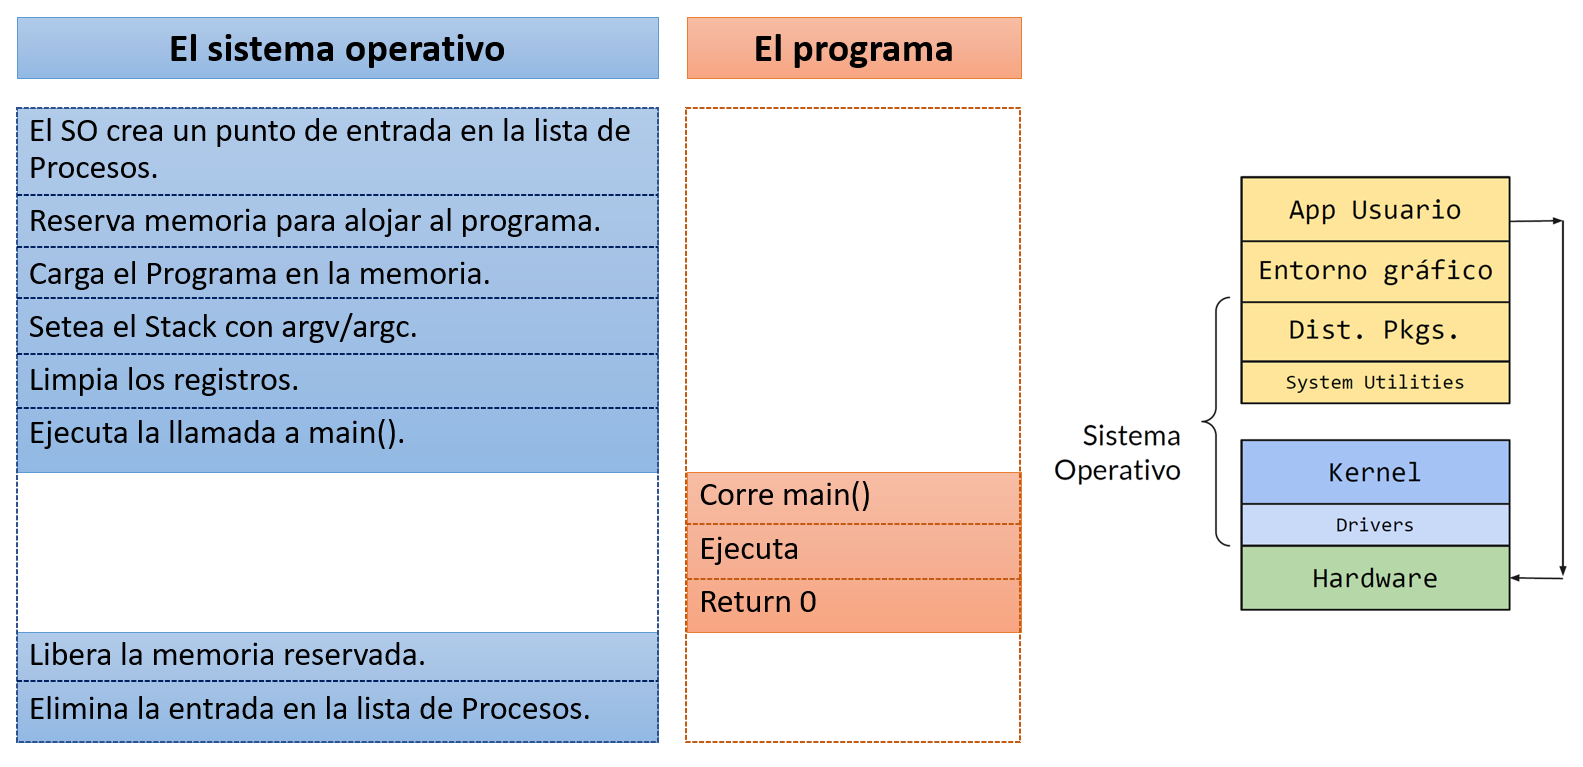 El sistema operativo
El SO crea un punto de entrada en la lista de
Procesos.
Reserva memoria para alojar al programa.
Carga el Programa en la memoria.
Setea el Stack con argv/argc.
Limpia los registros.
Ejecuta la llamada a main().
Libera la memoria reservada.
Elimina la entrada en la lista de Procesos.
El programa
Corre main()
Ejecuta
Return 0
Sistema
Operativo
App Usuario
Entorno gráfico
Dist. Pkgs.
System Utilities
Kernel
Drivers
Hardware